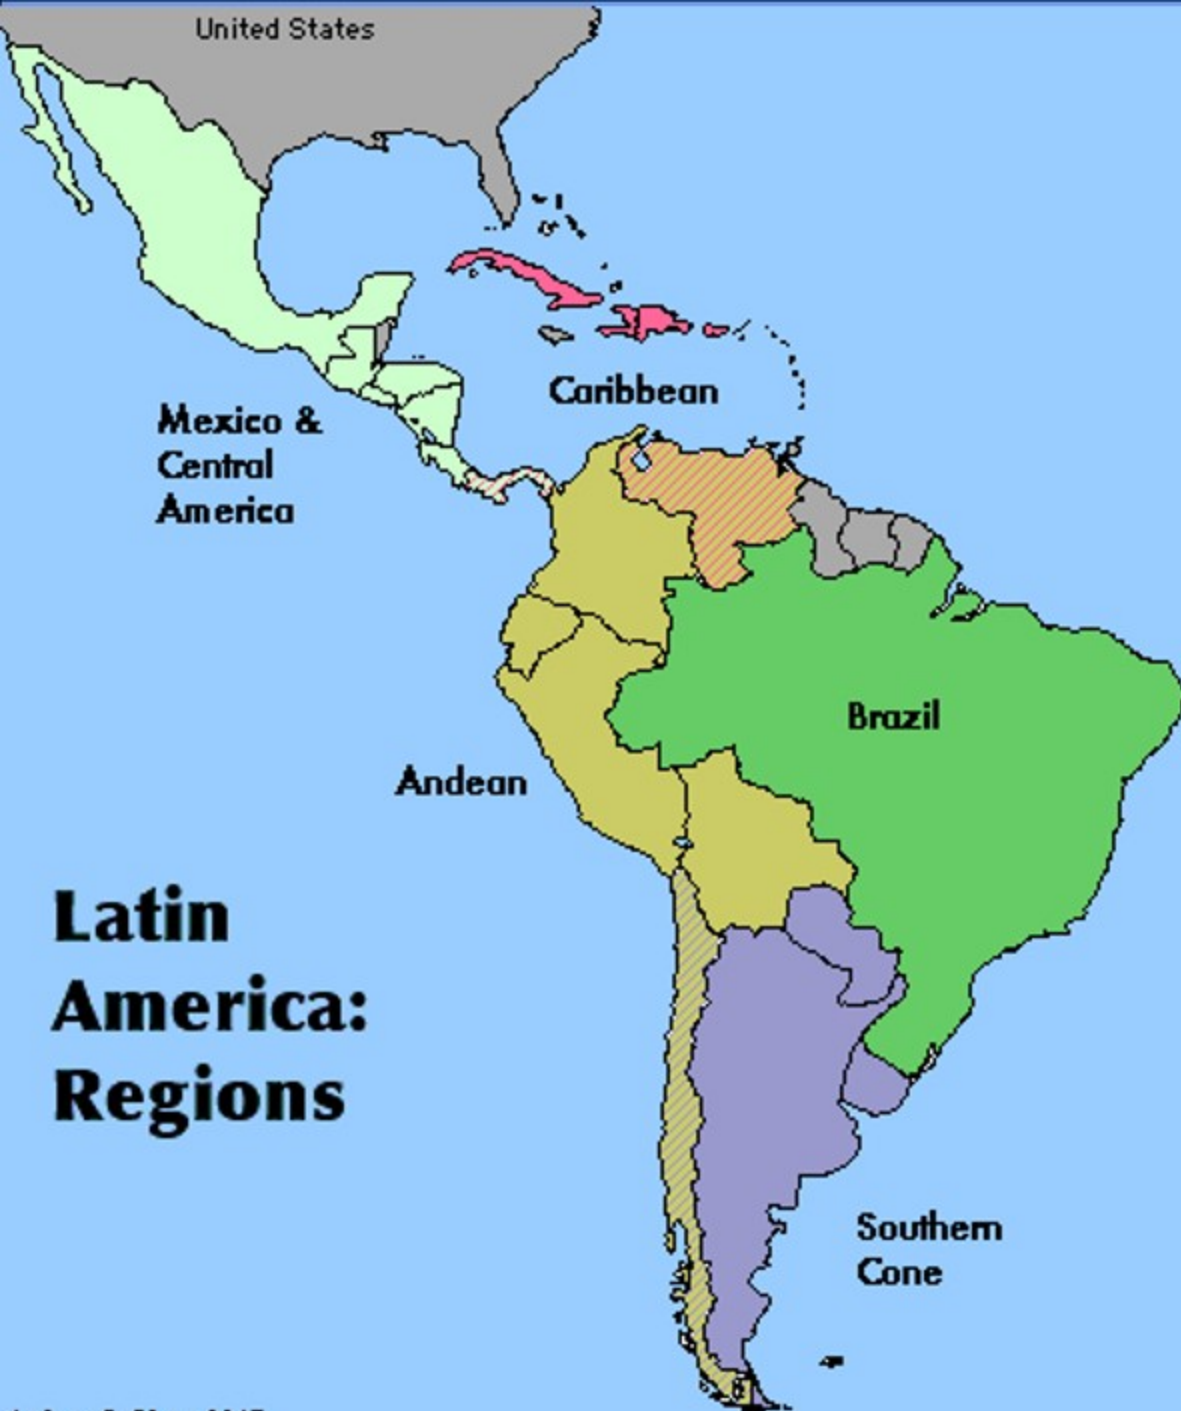 United States
Caribbean
Mexico &
Central
America
Brazil
Andean
Latin
America:
Regions
Southern
Cone